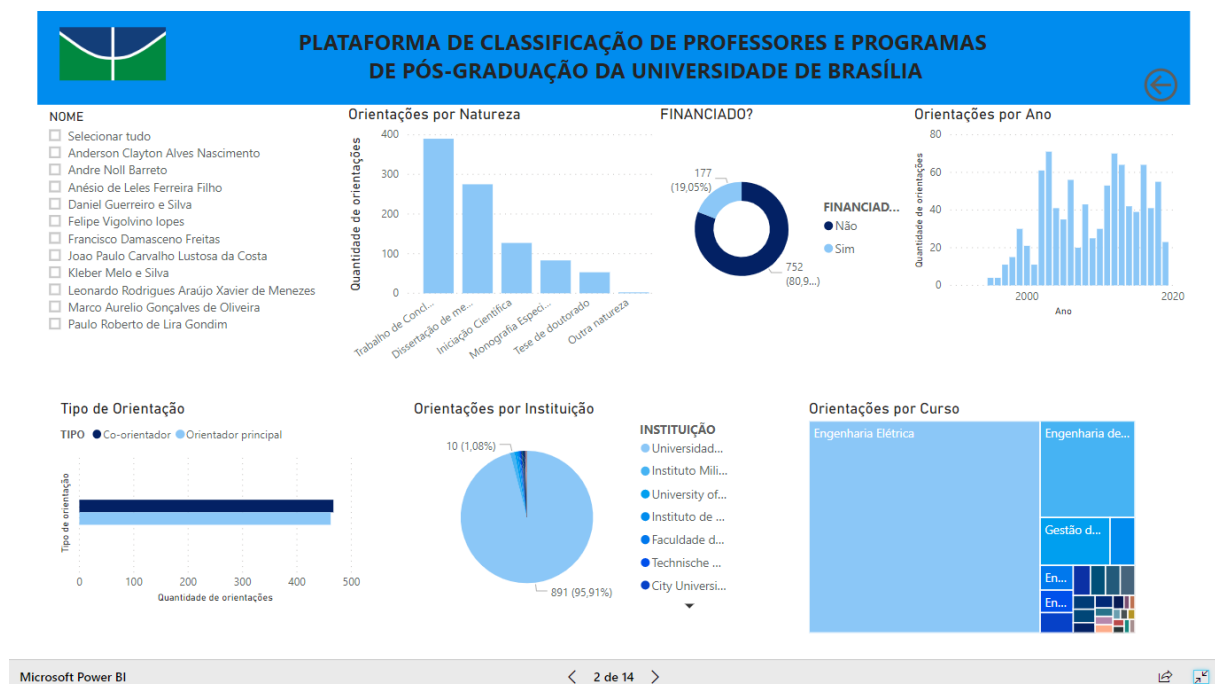 PLATAFORMA DE CLASSIFICAÇÃO DE PROFESSORES E PROGRAMAS
DE PÓS-GRADUAÇÃO DA UNIVERSIDADE DE BRASÍLIA
NOME
Selecionar tudo
Anderson Clayton Alves Nascimento
Andre Noll Barreto
Anésio de Leles Ferreira Filho
Daniel Guerreiro e Silva
Felipe Vigolvino lopes
Francisco Damasceno Freitas
Joao Paulo Carvalho Lustosa da Costa
Kleber Melo e Silva
Leonardo Rodrigues Araújo Xavier de Menezes
Marco Aurelio Gonçalves de Oliveira
Paulo Roberto de Lira Gondim
Orientações por Natureza
Quantidade de orientações
400
300
200
100
0
Trabalho de Concl...
Dissertação de me...
Iniciação Científica
Monografia Especi...
Tese de doutorado
Outra natureza
FINANCIADO?
177
(19,05%)
752
(80,9...)
FINANCIAD...
Não
Sim
Orientações por Ano
Quantidade de orientações
80
60
40
20
0
2000
2020
Ano
Tipo de Orientação
TIPO Co-orientador Orientador principal
Tipo de orientação
0 100 200 300 400 500
Quantidade de orientações
Orientações por Instituição
10 (1,08%)
891 (95,91%)
INSTITUIÇÃO
Universidad...
Instituto Mili...
University of...
Instituto de ...
Faculdade d...
Technische ...
City Universi...
Orientações por Curso
Engenharia Elétrica
Engenharia de...
Gestão d...
En...
En...
Microsoft Power BI
2 de 14